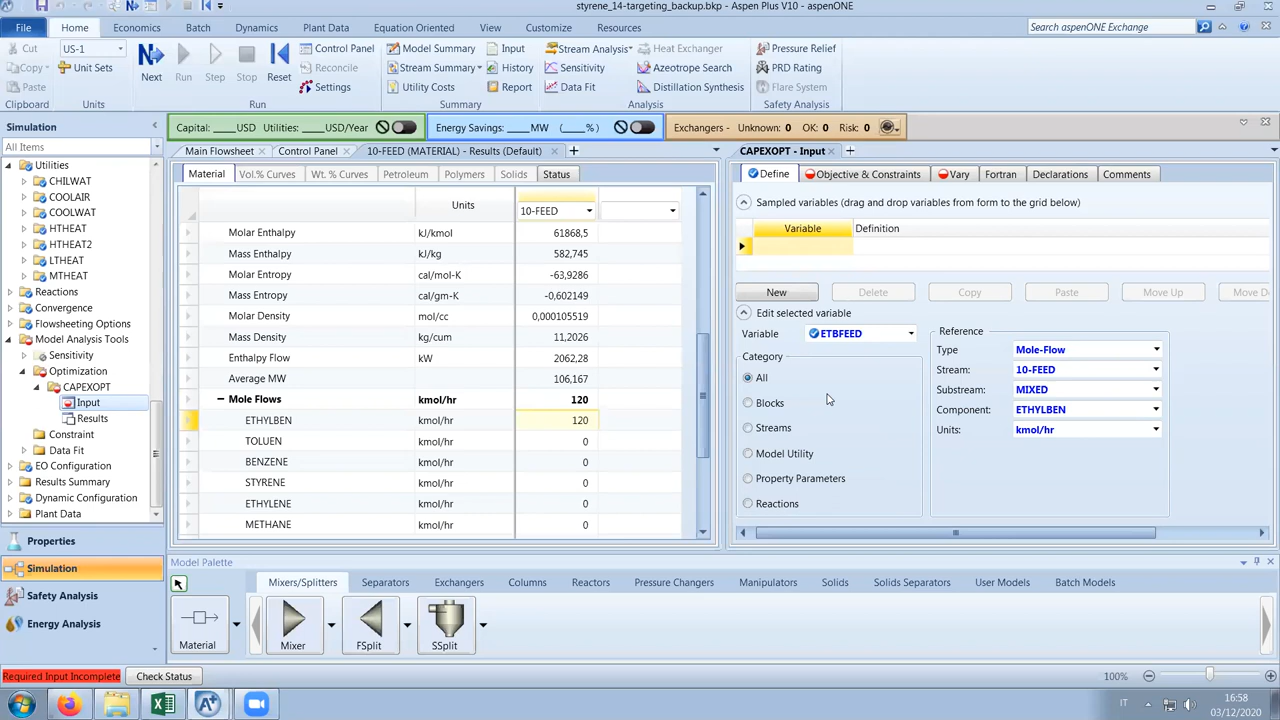 styrene_14-targeting_backup.bkp - Aspen Plus V10 - aspenONE
File Home Economics Batch Dynamics Plant Data Equation Oriented View Customize Resources Search aspenONE Exchange
Cut US-1 Control Panel Model Summary Input Stream Analysis Heat Exchanger Pressure Relief
Copy Unit Sets Next Run Step Stop Reset Reconcile Stream Summary History Sensitivity Azeotrope Search PRD Rating
Paste Settings Utility Costs Report Data Fit Distillation Synthesis Flare System
Clipboard Units Run Summary Analysis Safety Analysis
Simulation Capital: ____USD Utilities: ____USD/Year Energy Savings: ____MW (____%) Exchangers - Unknown: 0 OK: 0 Risk: 0
All Items Main Flowsheet Control Panel 10-FEED (MATERIAL) - Results (Default) CAPEXOPT - Input
Utilities
CHILWAT
COOLAIR
COOLWAT
HTHEAT
HTHEAT2
LTHEAT
MTHEAT
Reactions
Convergence
Flowsheeting Options
Model Analysis Tools
Sensitivity
Optimization
CAPEXOPT
Input
Results
Constraint
Data Fit
EO Configuration
Results Summary
Dynamic Configuration
Plant Data
Properties
Simulation
Safety Analysis
Energy Analysis
Material Vol.% Curves Wt. % Curves Petroleum Polymers Solids Status
Units 10-FEED
Molar Enthalpy kJ/kmol 61868,5
Mass Enthalpy kJ/kg 582,745
Molar Entropy cal/mol-K -63,9286
Mass Entropy cal/gm-K -0,602149
Molar Density mol/cc 0,000105519
Mass Density kg/cum 11,2026
Enthalpy Flow kW 2062,28
Average MW 106,167
Mole Flows kmol/hr 120
ETHYLBEN kmol/hr 120
TOLUEN kmol/hr 0
BENZENE kmol/hr 0
STYRENE kmol/hr 0
ETHYLENE kmol/hr 0
METHANE kmol/hr 0
Define Objective & Constraints Vary Fortran Declarations Comments
Sampled variables (drag and drop variables from form to the grid below)
Variable Definition
New Delete Copy Paste Move Up
Edit selected variable
Variable ETBFEED
Category
All
Blocks
Streams
Model Utility
Property Parameters
Reactions
Reference
Type Mole-Flow
Stream: 10-FEED
Substream: MIXED
Component: ETHYLBEN
Units: kmol/hr
Model Palette
Mixers/Splitters Separators Exchangers Columns Reactors Pressure Changers Manipulators Solids Solids Separators User Models Batch Models
Material Mixer FSplit SSplit
Required Input Incomplete Check Status 100%
IT 16:58
03/12/2020